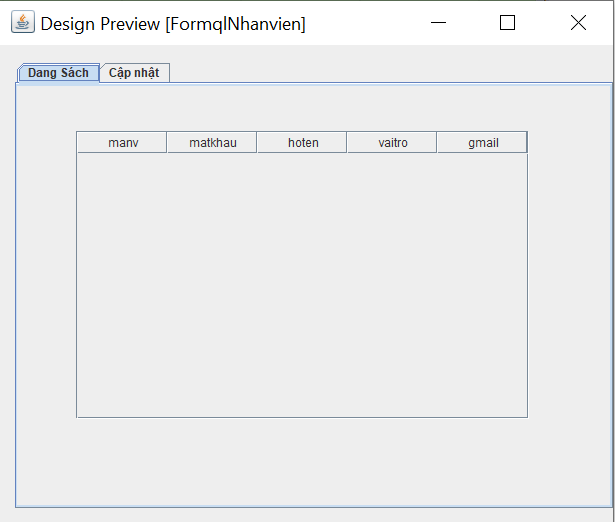 Design Preview [FormqlNhanvien]
Dang Sách Cập nhật
manv matkhau hoten vaitro gmail